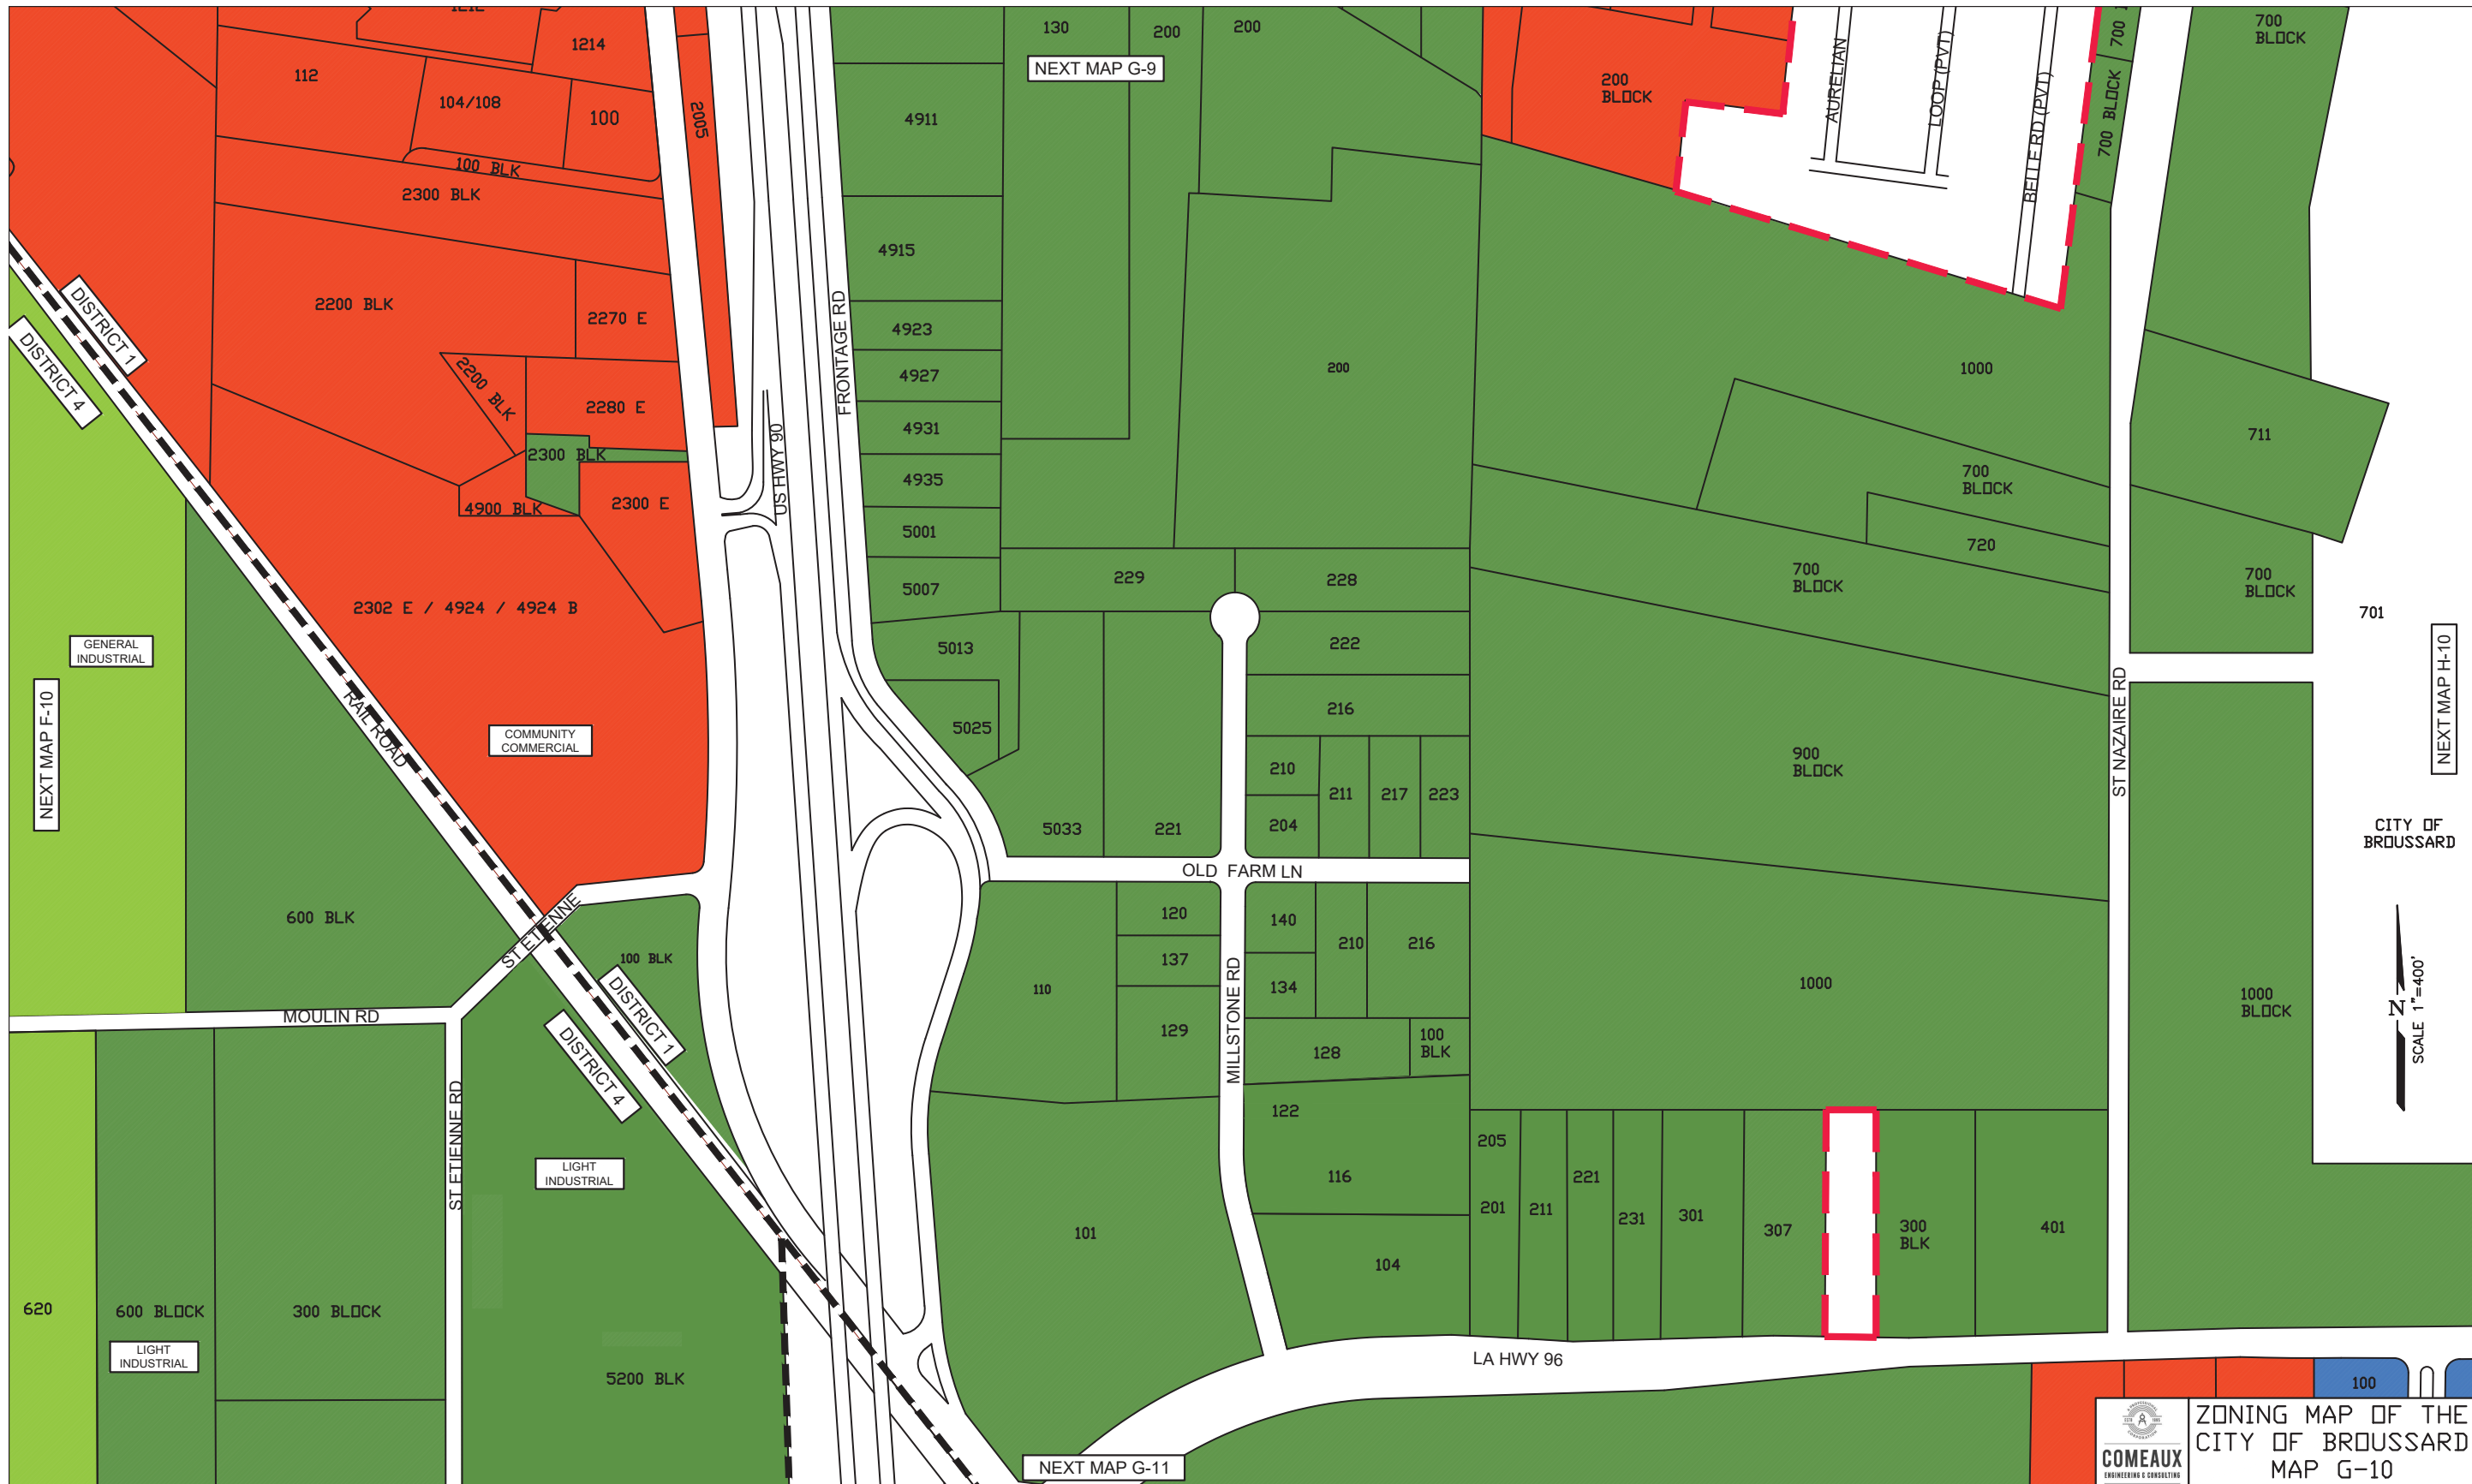 1212
1214
112
104/108
100
2005
100 BLK
2300 BLK
130
200
200
NEXT MAP G-9
4911
4915
4923
4927
4931
4935
5001
5007
5013
5025
5033
200
200
BLOCK
AURELIAN
LOOP (PVT)
BELLE RD (PVT)
700
700 BLOCK
700
BLOCK
DISTRICT 1
DISTRICT 4
2200 BLK
2270 E
2200 BLK
2280 E
2300 BLK
4900 BLK
2300 E
2302 E / 4924 / 4924 B
FRONTAGE RD
US HWY 90
1000
711
700
BLOCK
720
700
BLOCK
700
BLOCK
701
229
228
222
216
210
211
217
223
204
221
GENERAL
INDUSTRIAL
NEXT MAP F-10
RAIL ROAD
COMMUNITY
COMMERCIAL
900
BLOCK
ST NAZAIRE RD
NEXT MAP H-10
CITY OF
BROUSSARD
OLD FARM LN
600 BLK
ST ETIENNE
100 BLK
DISTRICT 1
DISTRICT 4
MOULIN RD
110
120
137
129
140
134
210
216
MILLSTONE RD
128
100
BLK
1000
1000
BLOCK
N
SCALE 1"=400'
ST ETIENNE RD
LIGHT
INDUSTRIAL
122
116
104
101
205
201
211
221
231
301
307
300
BLK
401
620
600 BLOCK
300 BLOCK
LIGHT
INDUSTRIAL
5200 BLK
LA HWY 96
NEXT MAP G-11
100
COMEAUX
ENGINEERING & CONSULTING
ZONING MAP OF THE
CITY OF BROUSSARD
MAP G-10